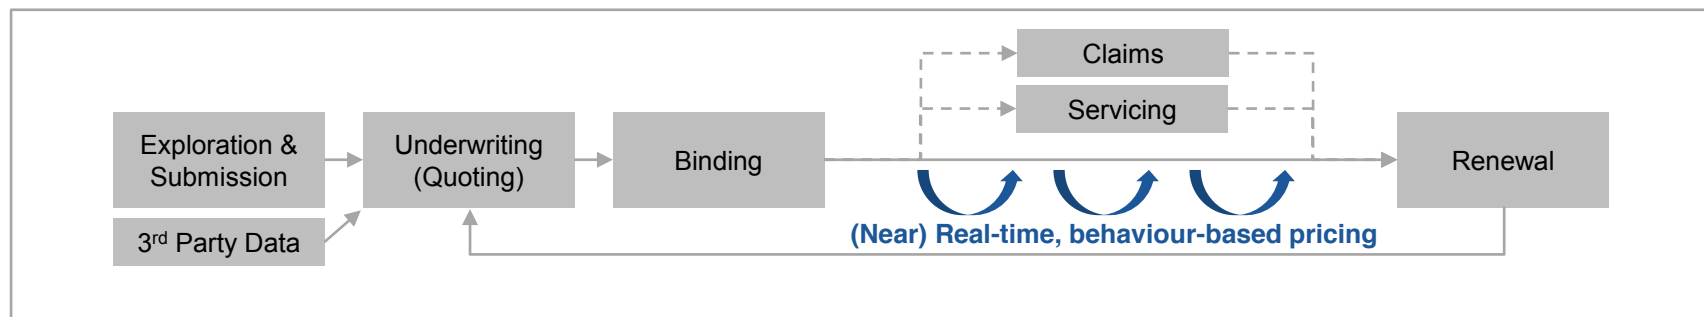 Claims
Servicing
Exploration &
Submission
Underwriting
(Quoting)
Binding
Renewal
3rd Party Data
(Near) Real-time, behaviour-based pricing